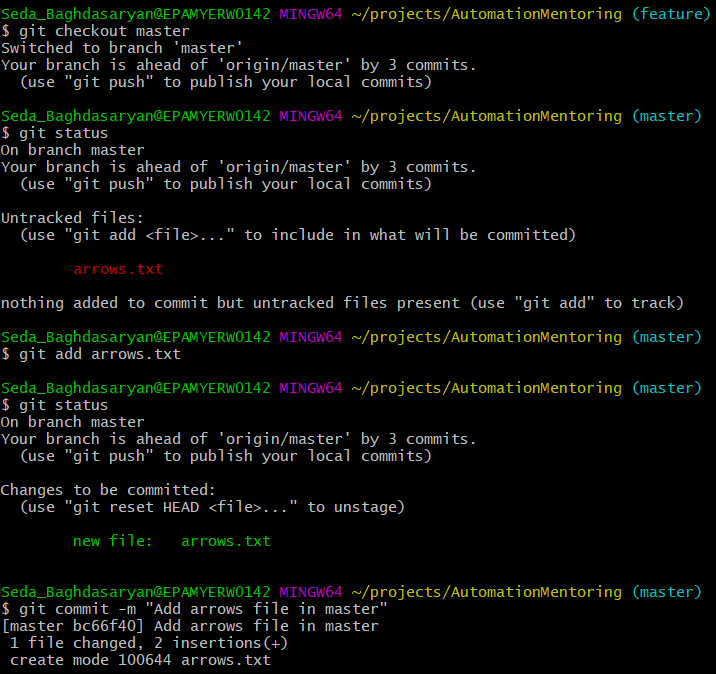 Seda_Baghdasaryan@EPAMYERW0142 MINGW64 ~/projects/AutomationMentoring (feature)
$ git checkout master
Switched to branch 'master'
Your branch is ahead of 'origin/master' by 3 commits.
  (use "git push" to publish your local commits)

Seda_Baghdasaryan@EPAMYERW0142 MINGW64 ~/projects/AutomationMentoring (master)
$ git status
On branch master
Your branch is ahead of 'origin/master' by 3 commits.
  (use "git push" to publish your local commits)

Untracked files:
  (use "git add <file>..." to include in what will be committed)

        arrows.txt

nothing added to commit but untracked files present (use "git add" to track)

Seda_Baghdasaryan@EPAMYERW0142 MINGW64 ~/projects/AutomationMentoring (master)
$ git add arrows.txt

Seda_Baghdasaryan@EPAMYERW0142 MINGW64 ~/projects/AutomationMentoring (master)
$ git status
On branch master
Your branch is ahead of 'origin/master' by 3 commits.
  (use "git push" to publish your local commits)

Changes to be committed:
  (use "git reset HEAD <file>..." to unstage)

        new file:   arrows.txt


Seda_Baghdasaryan@EPAMYERW0142 MINGW64 ~/projects/AutomationMentoring (master)
$ git commit -m "Add arrows file in master"
[master bc66f40] Add arrows file in master
 1 file changed, 2 insertions(+)
 create mode 100644 arrows.txt